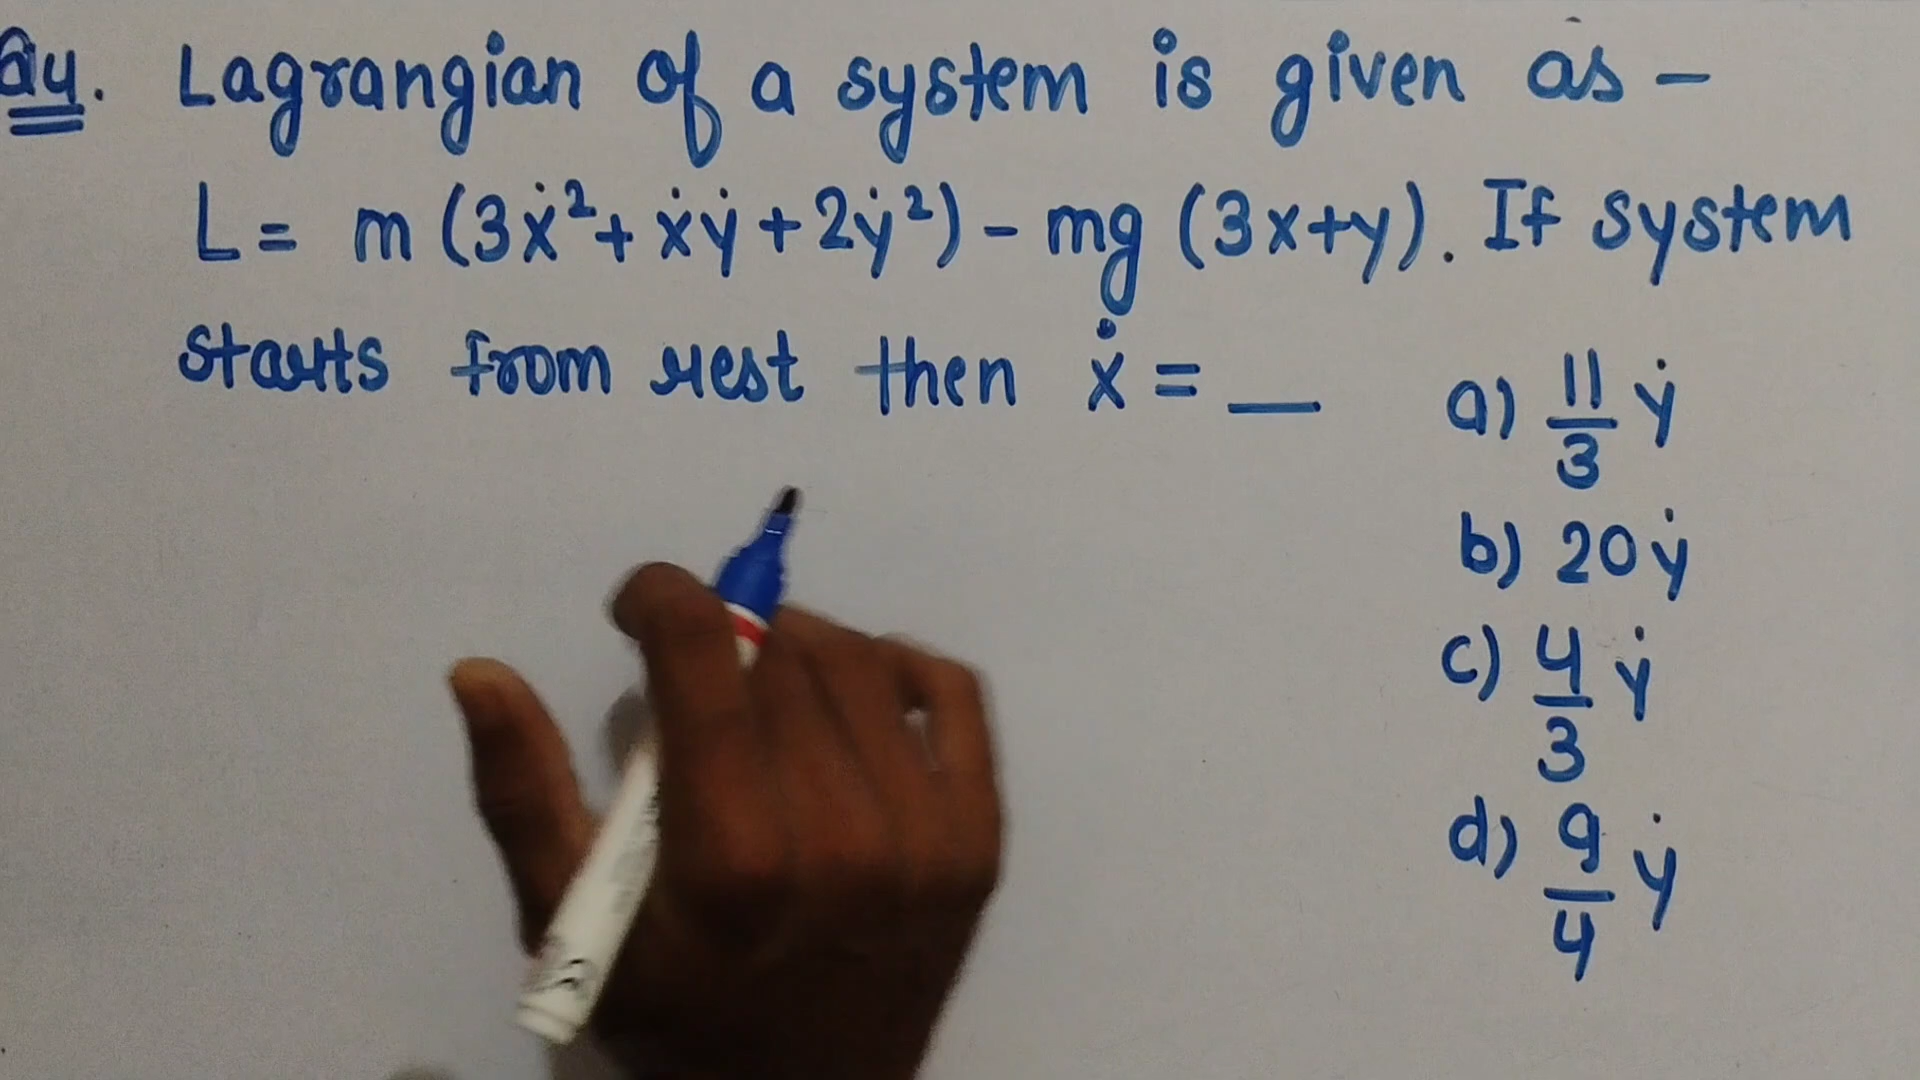 Q4. Lagrangian of a system is given as -
L = m (3ẋ² + ẋẏ + 2ẏ²) - mg (3x+y). If system
starts from rest then ẋ = __
a) 11/3 ẏ
b) 20ẏ
c) 4/3 ẏ
d) 9/4 ẏ